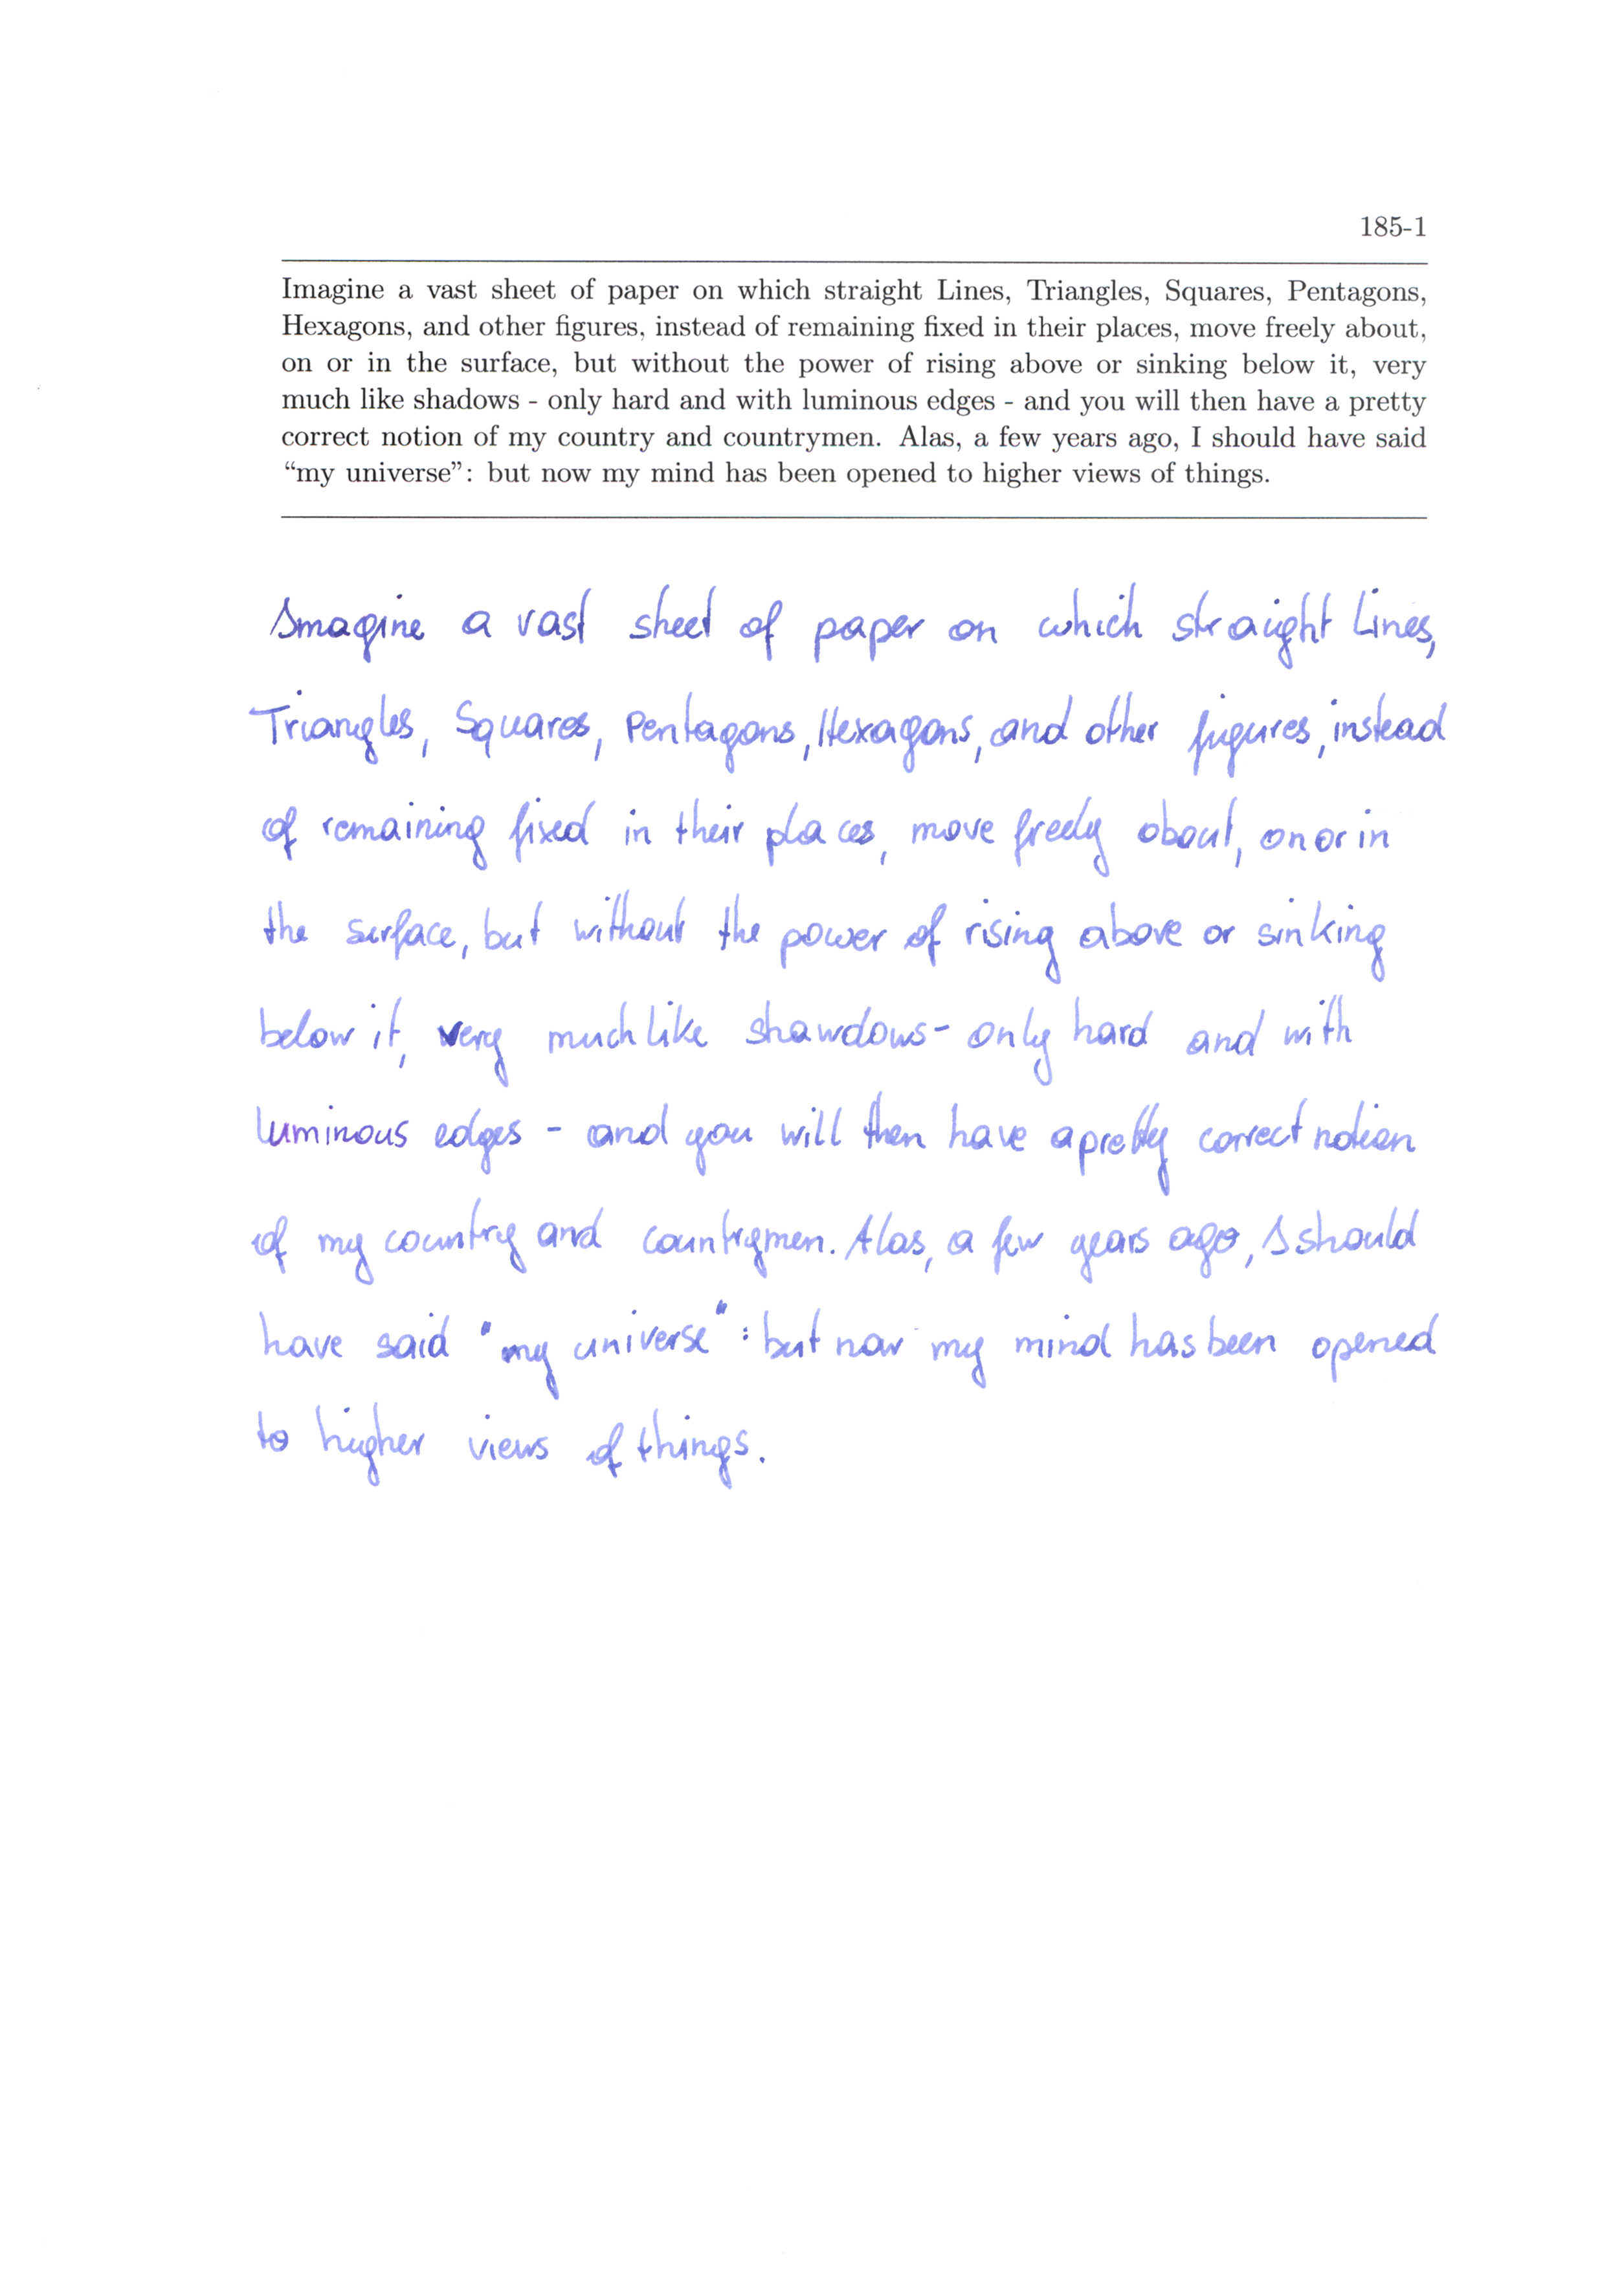 185-1
Imagine a vast sheet of paper on which straight Lines, Triangles, Squares, Pentagons,
Hexagons, and other figures, instead of remaining fixed in their places, move freely about,
on or in the surface, but without the power of rising above or sinking below it, very
much like shadows - only hard and with luminous edges - and you will then have a pretty
correct notion of my country and countrymen. Alas, a few years ago, I should have said
“my universe”: but now my mind has been opened to higher views of things.
Imagine a vast sheet of paper on which straight Lines,
Triangles, Squares, Pentagons, Hexagons, and other figures, instead
of remaining fixed in their places, move freely about, on or in
the surface, but without the power of rising above or sinking
below it, very much like shawdows - only hard and with
luminous edges - and you will then have a pretty correct notion
of my country and countrymen. Alas, a few years ago, I should
have said "my universe": but now my mind has been opened
to higher views of things.